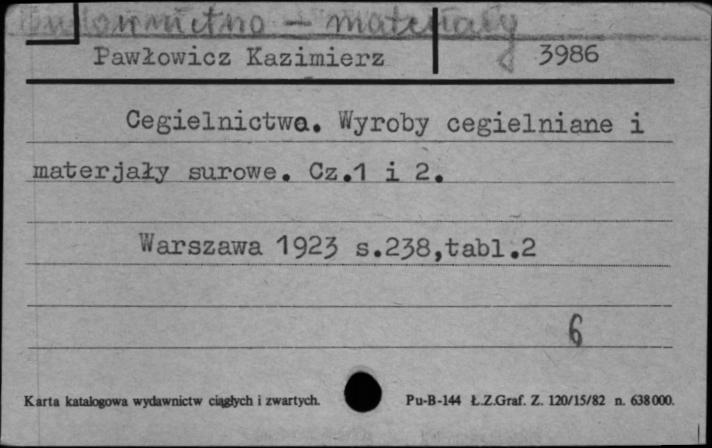 Budownictwo - materiały
Pawłowicz Kazimierz 3986
Cegielnictwo. Wyroby cegielniane i
materjały surowe. Cz.1 i 2.
Warszawa 1923 s.238,tabl.2
6
Karta katalogowa wydawnictw ciągłych i zwartych. Pu-B-144 Ł.Z.Graf. Z. 120/15/82 n. 638000.